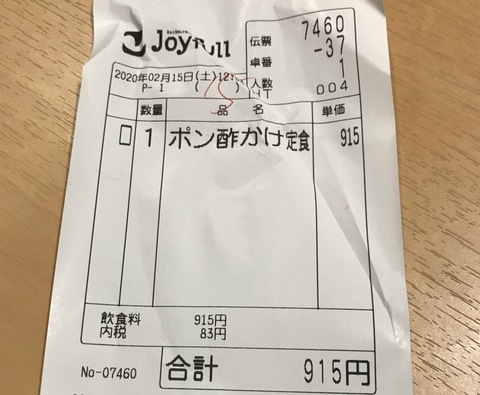 Joyfull
伝票 7460
卓番 -37
人数 1
HT 004
2020年02月15日(土)12:
P- 1 ( )
数量 品 名 単価
1 ポン酢かけ定食 915
飲食料 915円
内税 83円
No-07460 合計 915円